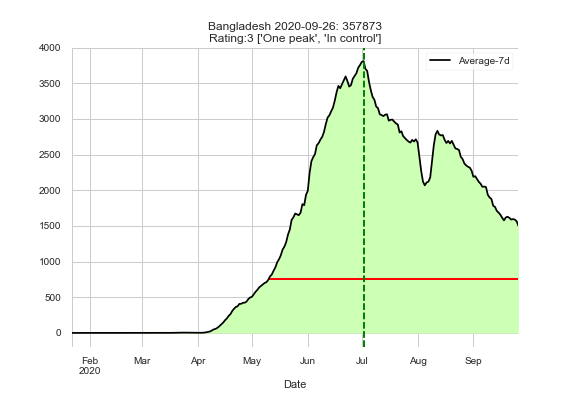 Bangladesh 2020-09-26: 357873
Rating:3 ['One peak', 'In control']
Average-7d
4000
3500
3000
2500
2000
1500
1000
500
0
Feb Mar Apr May Jun Jul Aug Sep
2020
Date